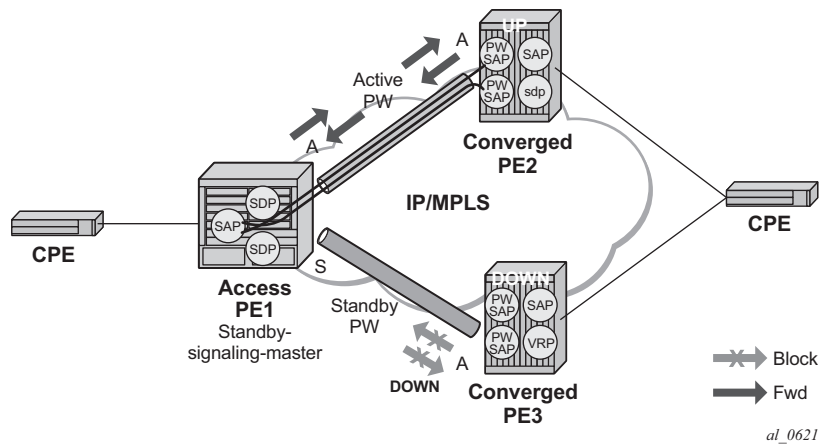 UP
PW
SAP
SAP
PW
SAP
sdp
A
Active
PW
A
Converged
PE2
IP/MPLS
SDP
SAP
SDP
CPE
CPE
S
Access
PE1
Standby-
signaling-master
Standby
PW
DOWN
PW
SAP
SAP
PW
SAP
VRP
A
DOWN
Converged
PE3
Block
Fwd
al_0621